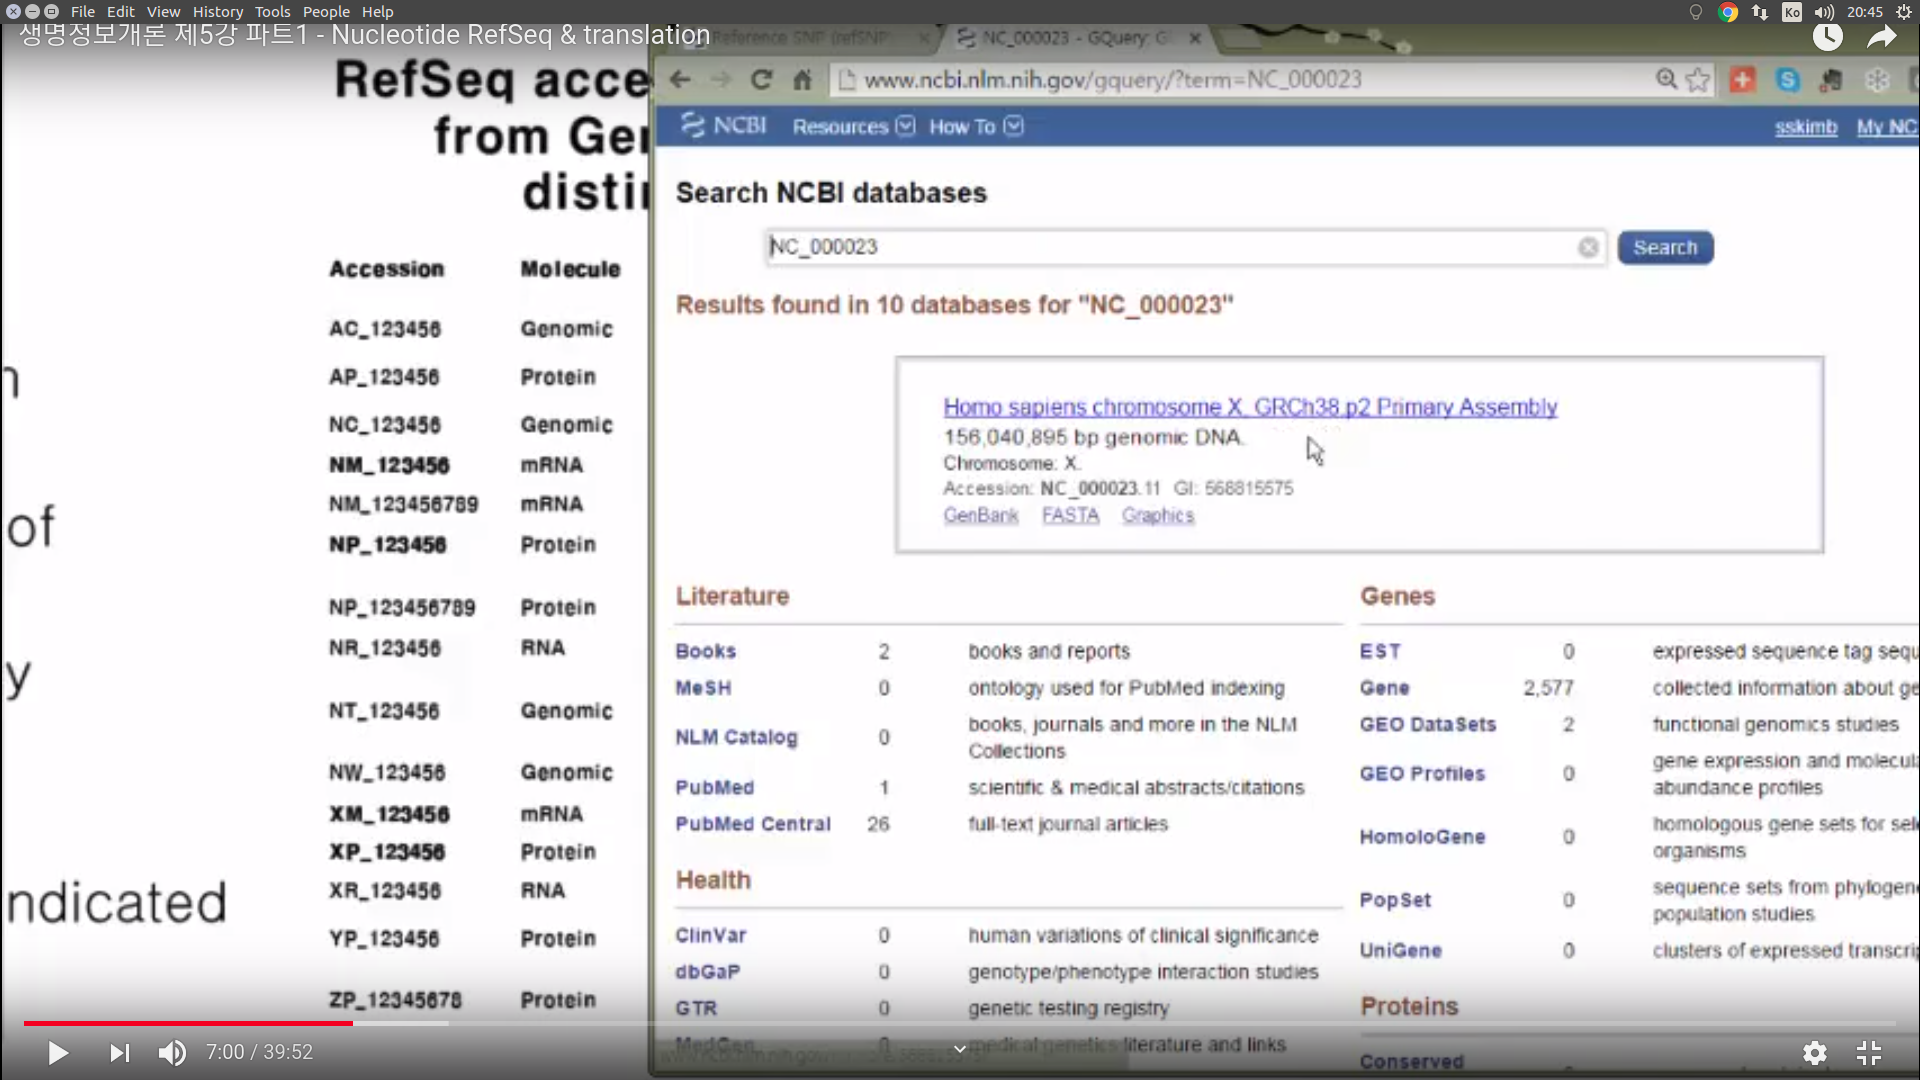 File Edit View History Tools People Help
Ko 20:45
생명정보개론 제5강 파트1 - Nucleotide RefSeq & translation
of
y
ndicated
RefSeq acce
from Ge
disti
Accession Molecule
AC_123456 Genomic
AP_123456 Protein
NC_123456 Genomic
NM_123456 mRNA
NM_123456789 mRNA
NP_123456 Protein
NP_123456789 Protein
NR_123456 RNA
NT_123456 Genomic
NW_123456 Genomic
XM_123456 mRNA
XP_123456 Protein
XR_123456 RNA
YP_123456 Protein
ZP_12345678 Protein
Reference SNP (refSNP NC_000023 - GQuery: G
www.ncbi.nlm.nih.gov/gquery/?term=NC_000023
NCBI Resources How To sskimb My NC
Search NCBI databases
NC_000023 Search
Results found in 10 databases for "NC_000023"
Homo sapiens chromosome X, GRCh38.p2 Primary Assembly
156,040,895 bp genomic DNA.
Chromosome: X.
Accession: NC_000023.11 GI: 568815575
GenBank FASTA Graphics
Literature
Books 2 books and reports
MeSH 0 ontology used for PubMed indexing
NLM Catalog 0 books, journals and more in the NLM
Collections
PubMed 1 scientific & medical abstracts/citations
PubMed Central 26 full-text journal articles
Health
ClinVar 0 human variations of clinical significance
dbGaP 0 genotype/phenotype interaction studies
GTR 0 genetic testing registry
MedGen 0 medical genetics literature and links
Genes
EST 0 expressed sequence tag sequ
Gene 2,577 collected information about ge
GEO DataSets 2 functional genomics studies
GEO Profiles 0 gene expression and molecula
abundance profiles
HomoloGene 0 homologous gene sets for sel
organisms
PopSet 0 sequence sets from phylogen
population studies
UniGene 0 clusters of expressed transcrip
Proteins
Conserved
7:00 / 39:52